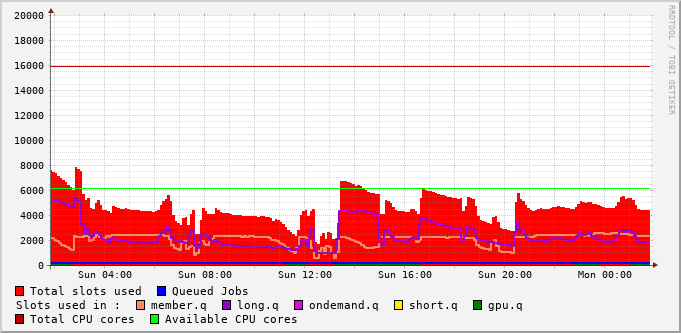 20000
18000
16000
14000
12000
10000
8000
6000
4000
2000
0
Sun 04:00 Sun 08:00 Sun 12:00 Sun 16:00 Sun 20:00 Mon 00:00
RRDTOOL / TOBI OETIKER
Total slots used Queued Jobs
Slots used in : member.q long.q ondemand.q short.q gpu.q
Total CPU cores Available CPU cores